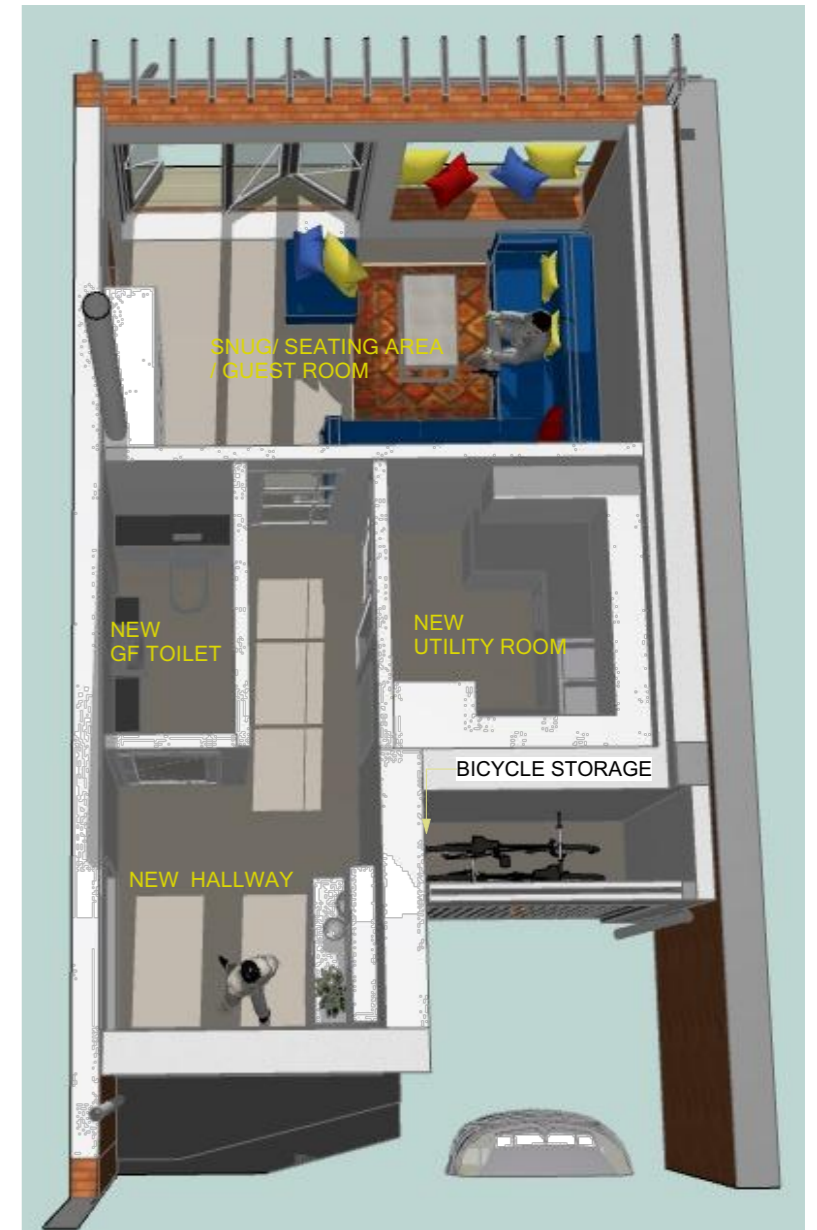 SNUG/ SEATING AREA
/ GUEST ROOM
NEW
GF TOILET
NEW
UTILITY ROOM
BICYCLE STORAGE
NEW HALLWAY